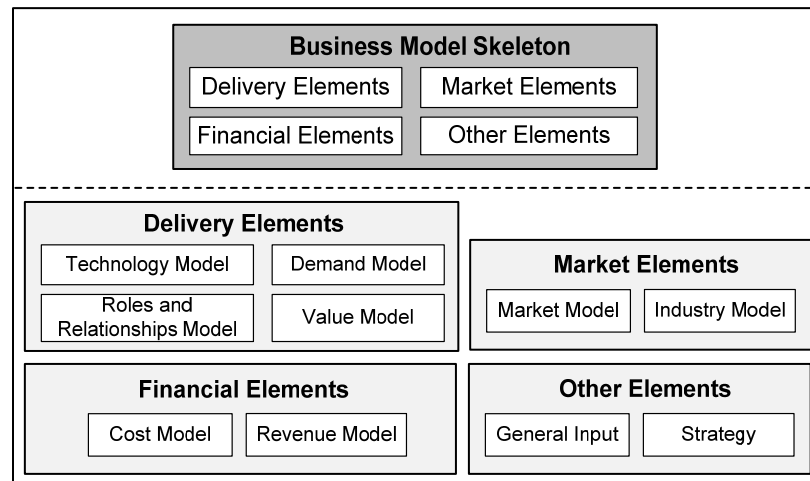 Business Model Skeleton
Delivery Elements
Market Elements
Financial Elements
Other Elements
Delivery Elements
Technology Model
Demand Model
Roles and
Relationships Model
Value Model
Market Elements
Market Model
Industry Model
Financial Elements
Cost Model
Revenue Model
Other Elements
General Input
Strategy